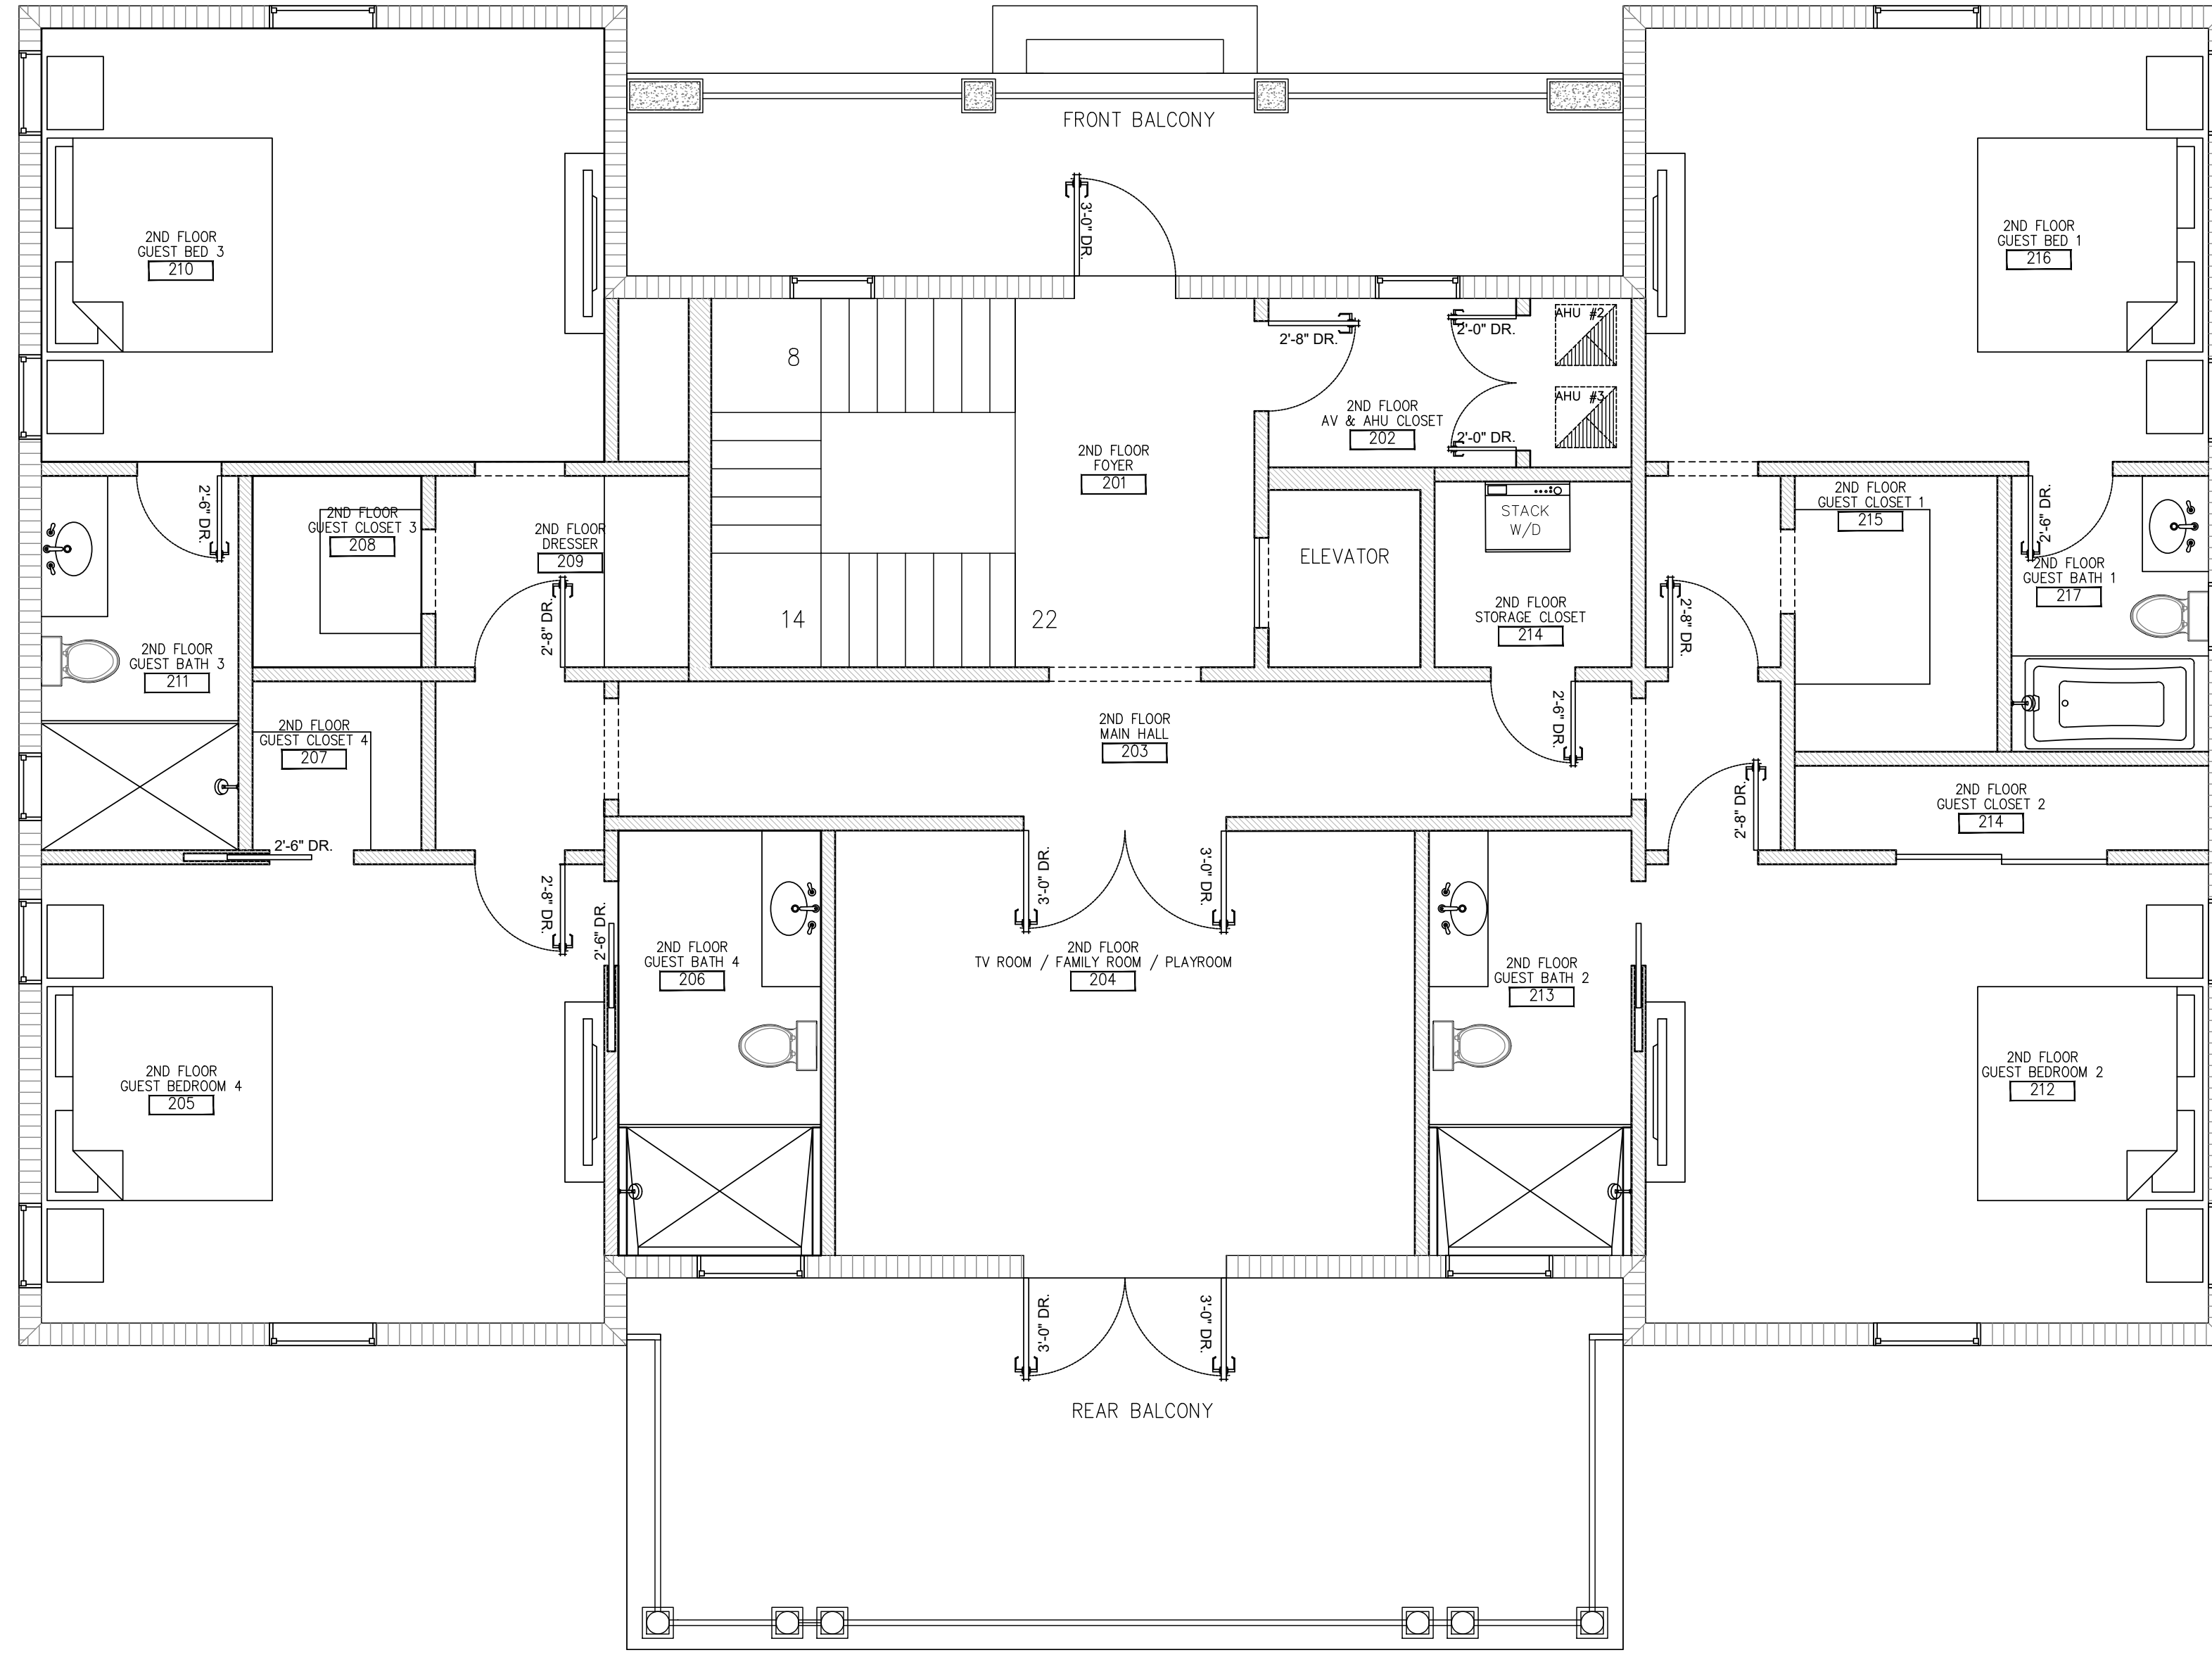 FRONT BALCONY
3'-0" DR.
2ND FLOOR
GUEST BED 3
210
2ND FLOOR
GUEST BED 1
216
8
2'-8" DR.
2'-0" DR.
AHU #2
AHU #3
2ND FLOOR
AV & AHU CLOSET
202
2'-0" DR.
2ND FLOOR
FOYER
201
2'-6" DR.
2ND FLOOR
GUEST CLOSET 3
208
2ND FLOOR
DRESSER
209
2'-8" DR.
ELEVATOR
STACK
W/D
2ND FLOOR
GUEST CLOSET 1
215
2'-6" DR.
2ND FLOOR
GUEST BATH 1
217
14
22
2ND FLOOR
STORAGE CLOSET
214
2'-8" DR.
2ND FLOOR
GUEST BATH 3
211
2ND FLOOR
GUEST CLOSET 4
207
2ND FLOOR
MAIN HALL
203
2'-6" DR.
2'-8" DR.
2ND FLOOR
GUEST CLOSET 2
214
2'-6" DR.
2'-8" DR.
2'-6" DR.
3'-0" DR.
3'-0" DR.
2ND FLOOR
GUEST BATH 4
206
2ND FLOOR
TV ROOM / FAMILY ROOM / PLAYROOM
204
2ND FLOOR
GUEST BATH 2
213
2ND FLOOR
GUEST BEDROOM 4
205
2ND FLOOR
GUEST BEDROOM 2
212
3'-0" DR.
3'-0" DR.
REAR BALCONY